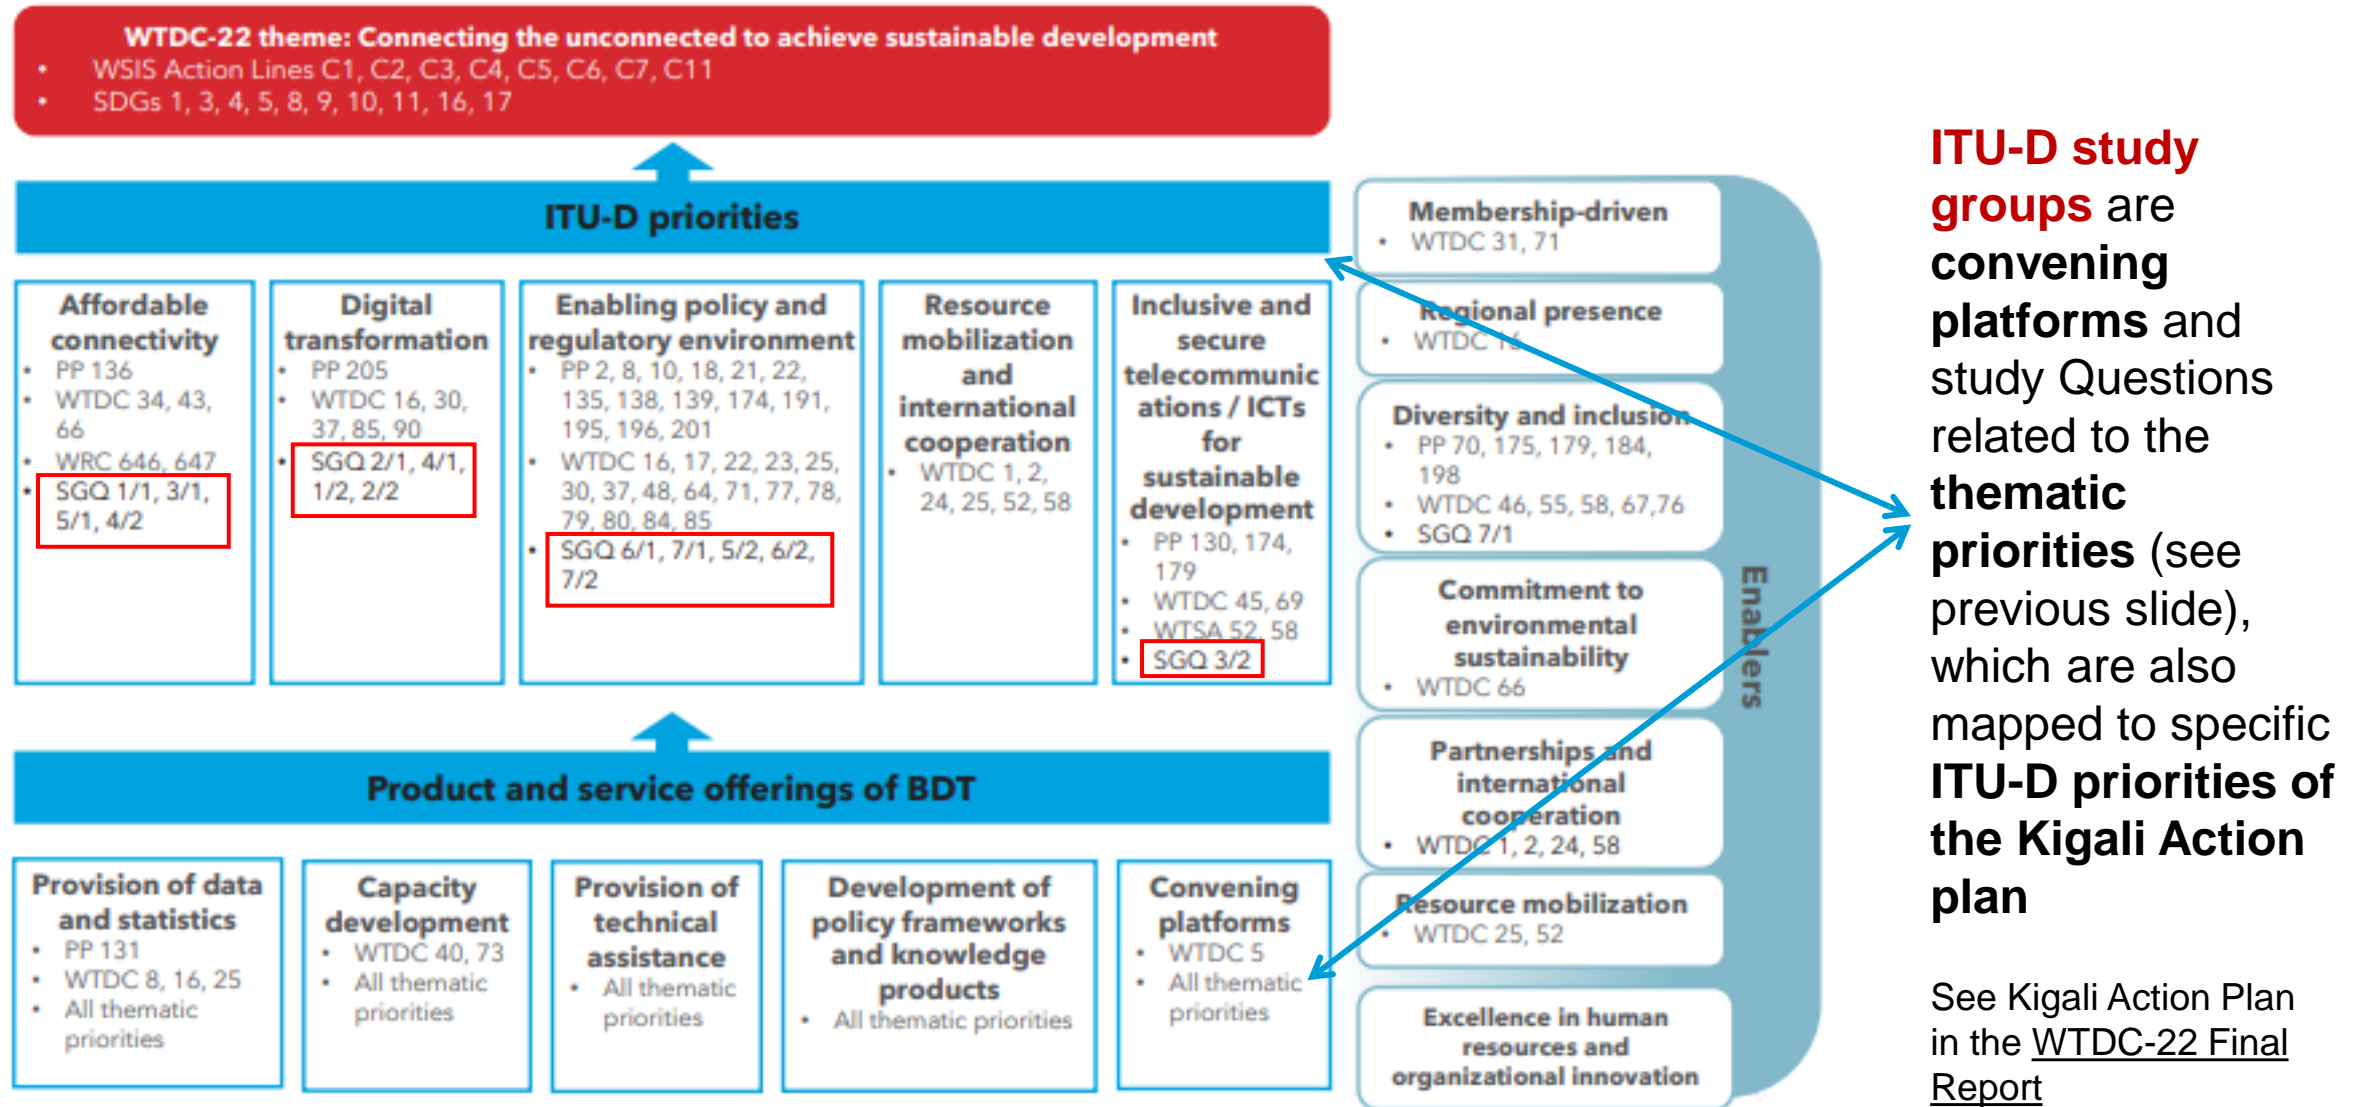 WTDC-22 theme: Connecting the unconnected to achieve sustainable development
• WSIS Action Lines C1, C2, C3, C4, C5, C6, C7, C11
• SDGs 1, 3, 4, 5, 8, 9, 10, 11, 16, 17
ITU-D priorities
Affordable
connectivity
• PP 136
• WTDC 34, 43,
66
• WRC 646, 647
• SGQ 1/1, 3/1,
5/1, 4/2
Digital
transformation
• PP 205
• WTDC 16, 30,
37, 85, 90
• SGQ 2/1, 4/1,
1/2, 2/2
Enabling policy and
regulatory environment
• PP 2, 8, 10, 18, 21, 22,
135, 138, 139, 174, 191,
195, 196, 201
• WTDC 16, 17, 22, 23, 25,
30, 37, 48, 64, 71, 77, 78,
79, 80, 84, 85
• SGQ 6/1, 7/1, 5/2, 6/2,
7/2
Resource
mobilization
and
international
cooperation
• WTDC 1, 2,
24, 25, 52, 58
Inclusive and
secure
telecommunic
ations / ICTs
for
sustainable
development
• PP 130, 174,
179
• WTDC 45, 69
• WTSA 52, 58
• SGQ 3/2
Product and service offerings of BDT
Provision of data
and statistics
• PP 131
• WTDC 8, 16, 25
• All thematic
priorities
Capacity
development
• WTDC 40, 73
• All thematic
priorities
Provision of
technical
assistance
• All thematic
priorities
Development of
policy frameworks
and knowledge
products
• All thematic priorities
Convening
platforms
• WTDC 5
• All thematic
priorities
Membership-driven
• WTDC 31, 71
Regional presence
• WTDC 16
Diversity and inclusion
• PP 70, 175, 179, 184,
198
• WTDC 46, 55, 58, 67,76
• SGQ 7/1
Commitment to
environmental
sustainability
• WTDC 66
Partnerships and
international
cooperation
• WTDC 1, 2, 24, 58
Resource mobilization
• WTDC 25, 52
Excellence in human
resources and
organizational innovation
Enablers
ITU-D study
groups are
convening
platforms and
study Questions
related to the
thematic
priorities (see
previous slide),
which are also
mapped to specific
ITU-D priorities of
the Kigali Action
plan
See Kigali Action Plan
in the WTDC-22 Final
Report